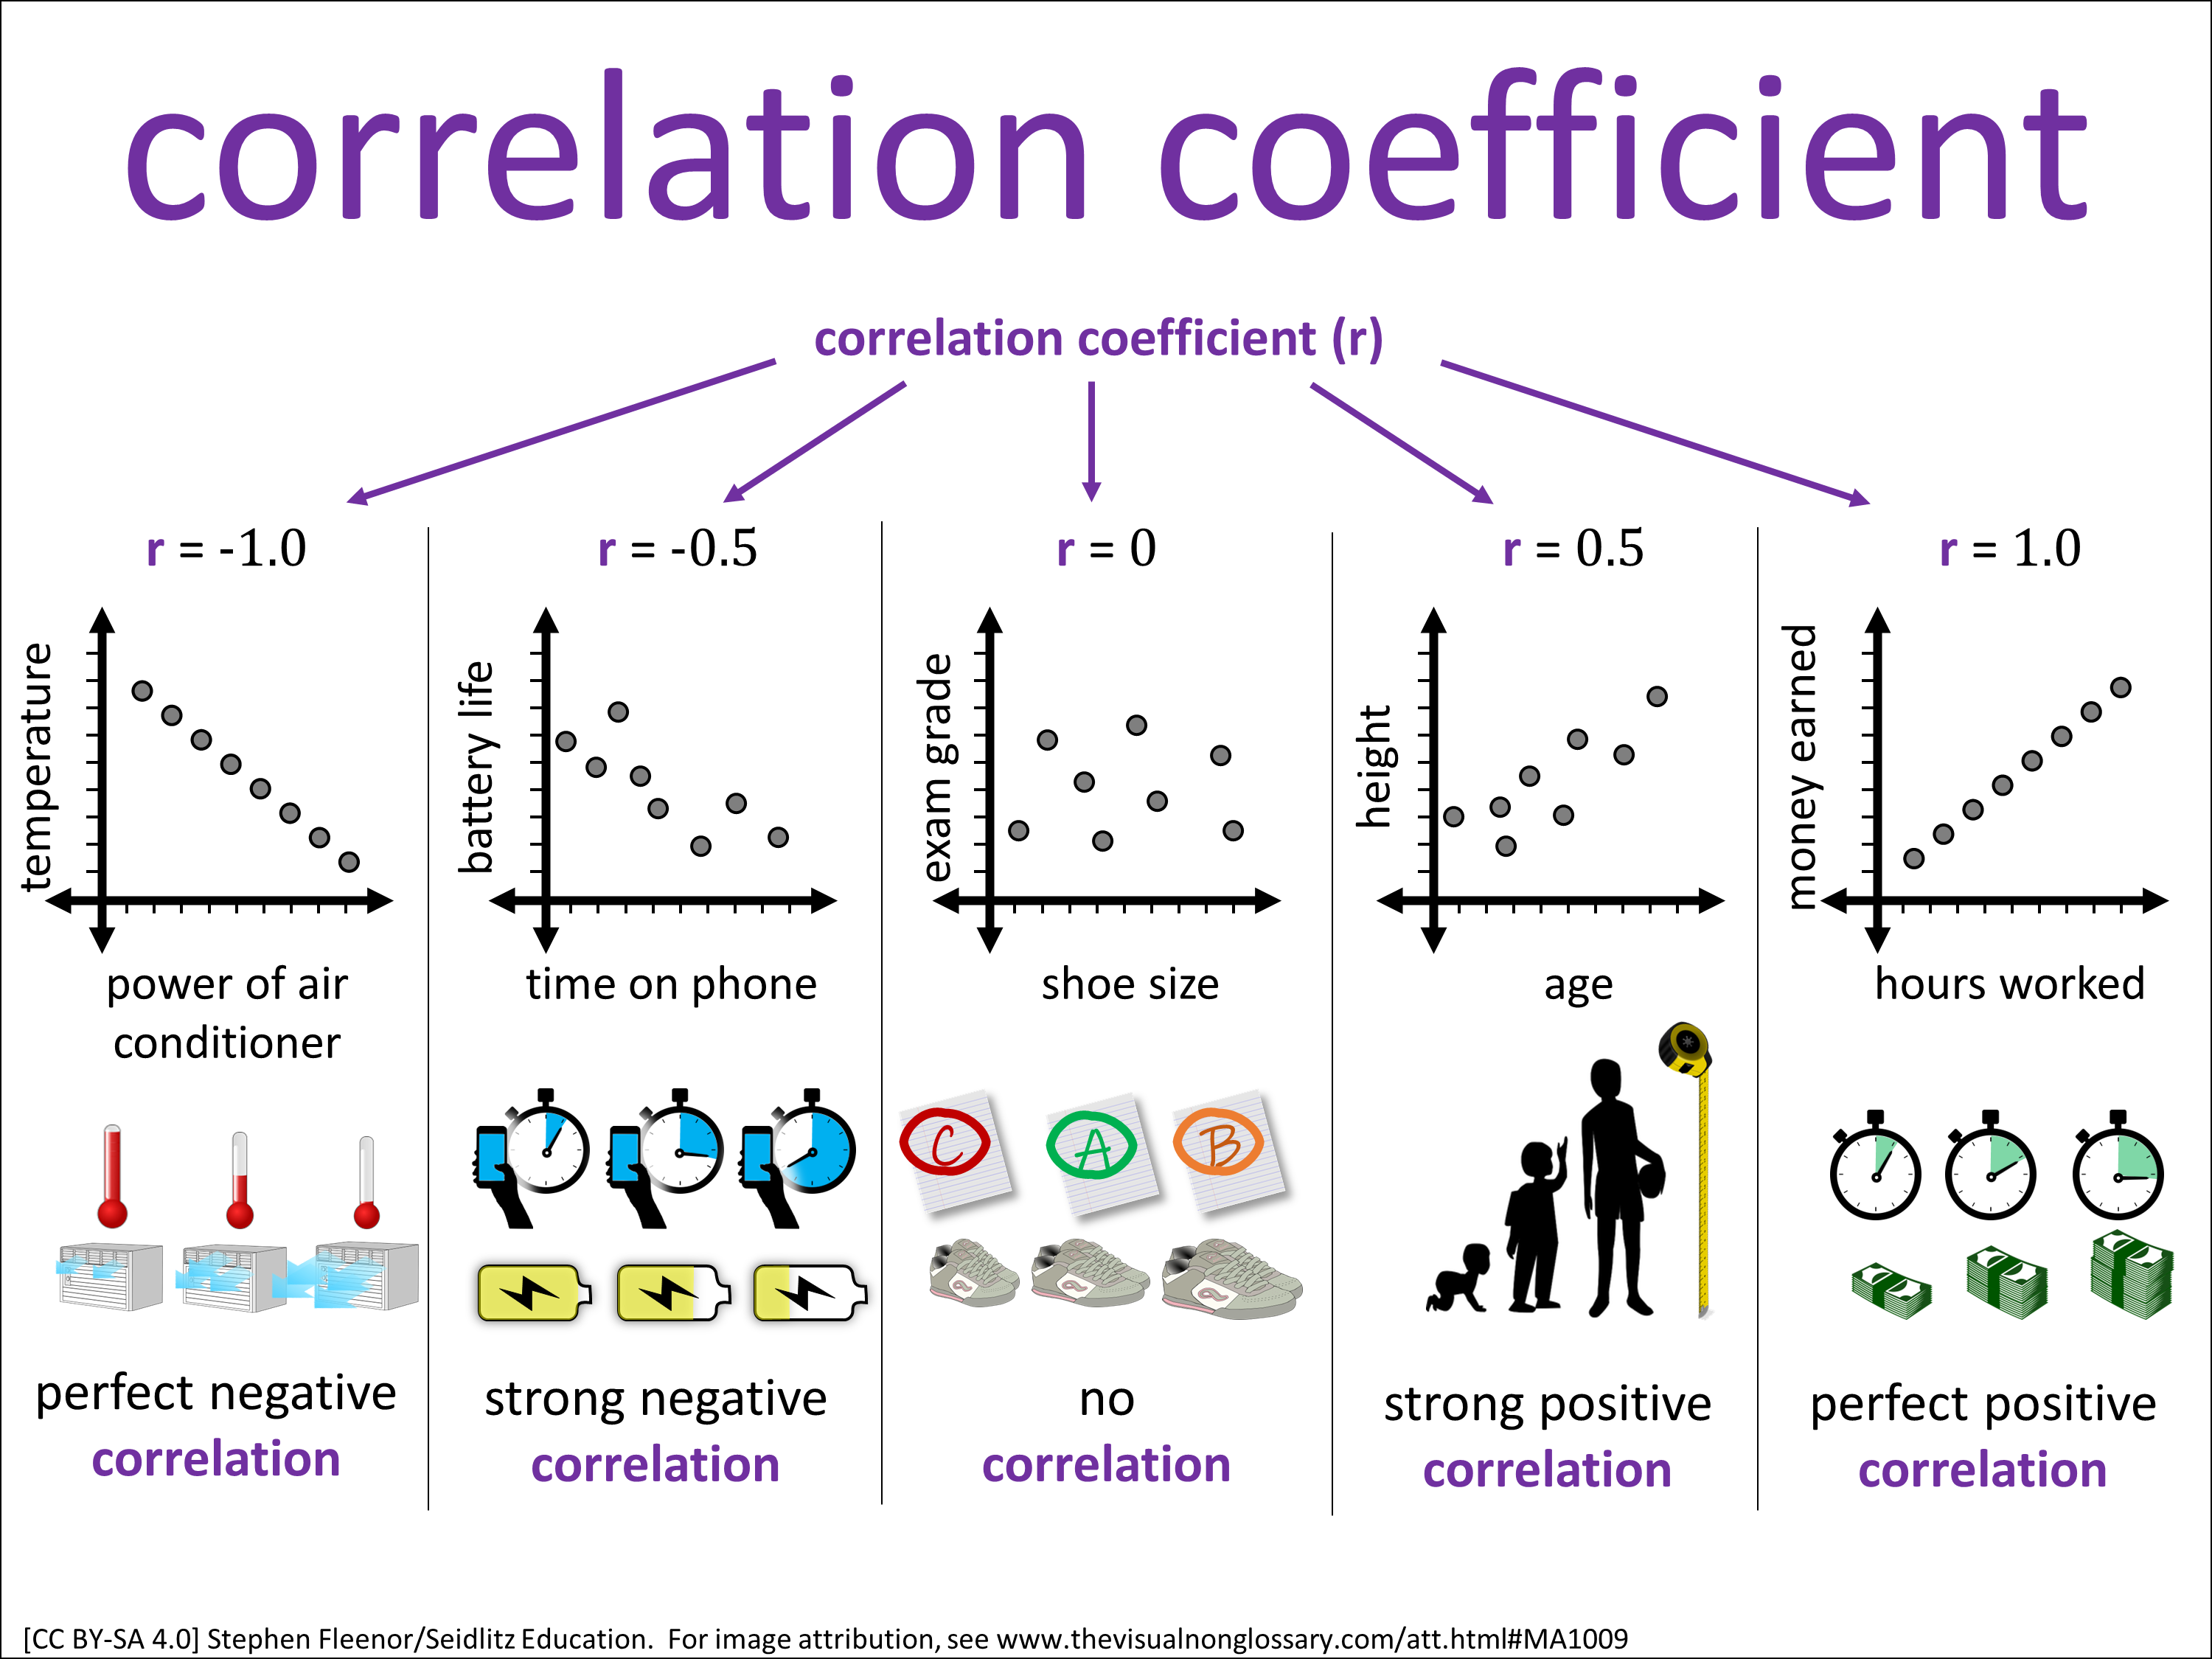 correlation coefficient
correlation coefficient (r)
r = -1.0
r = -0.5
r = 0
r = 0.5
r = 1.0
temperature
battery life
exam grade
height
money earned
power of air
conditioner
time on phone
shoe size
age
hours worked
C
A
B
perfect negative
correlation
strong negative
correlation
no
correlation
strong positive
correlation
perfect positive
correlation
[CC BY-SA 4.0] Stephen Fleenor/Seidlitz Education.  For image attribution, see www.thevisualnonglossary.com/att.html#MA1009